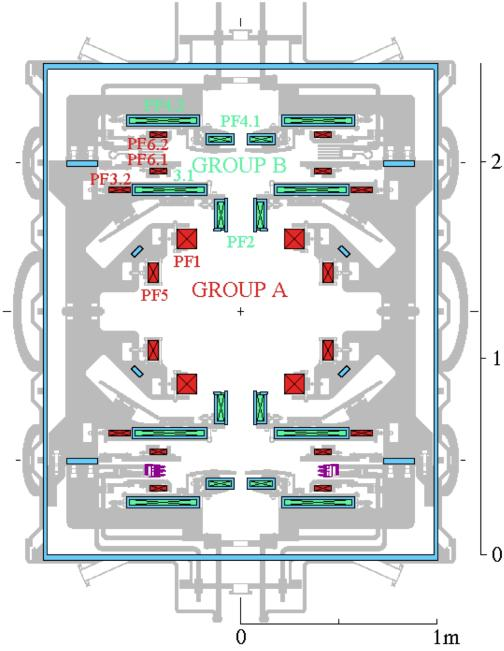 PF4.2
PF4.1
PF6.2
PF6.1
GROUP B
2
PF3.2
3.1
PF2
PF1
GROUP A
PF5
1
0
0
1m